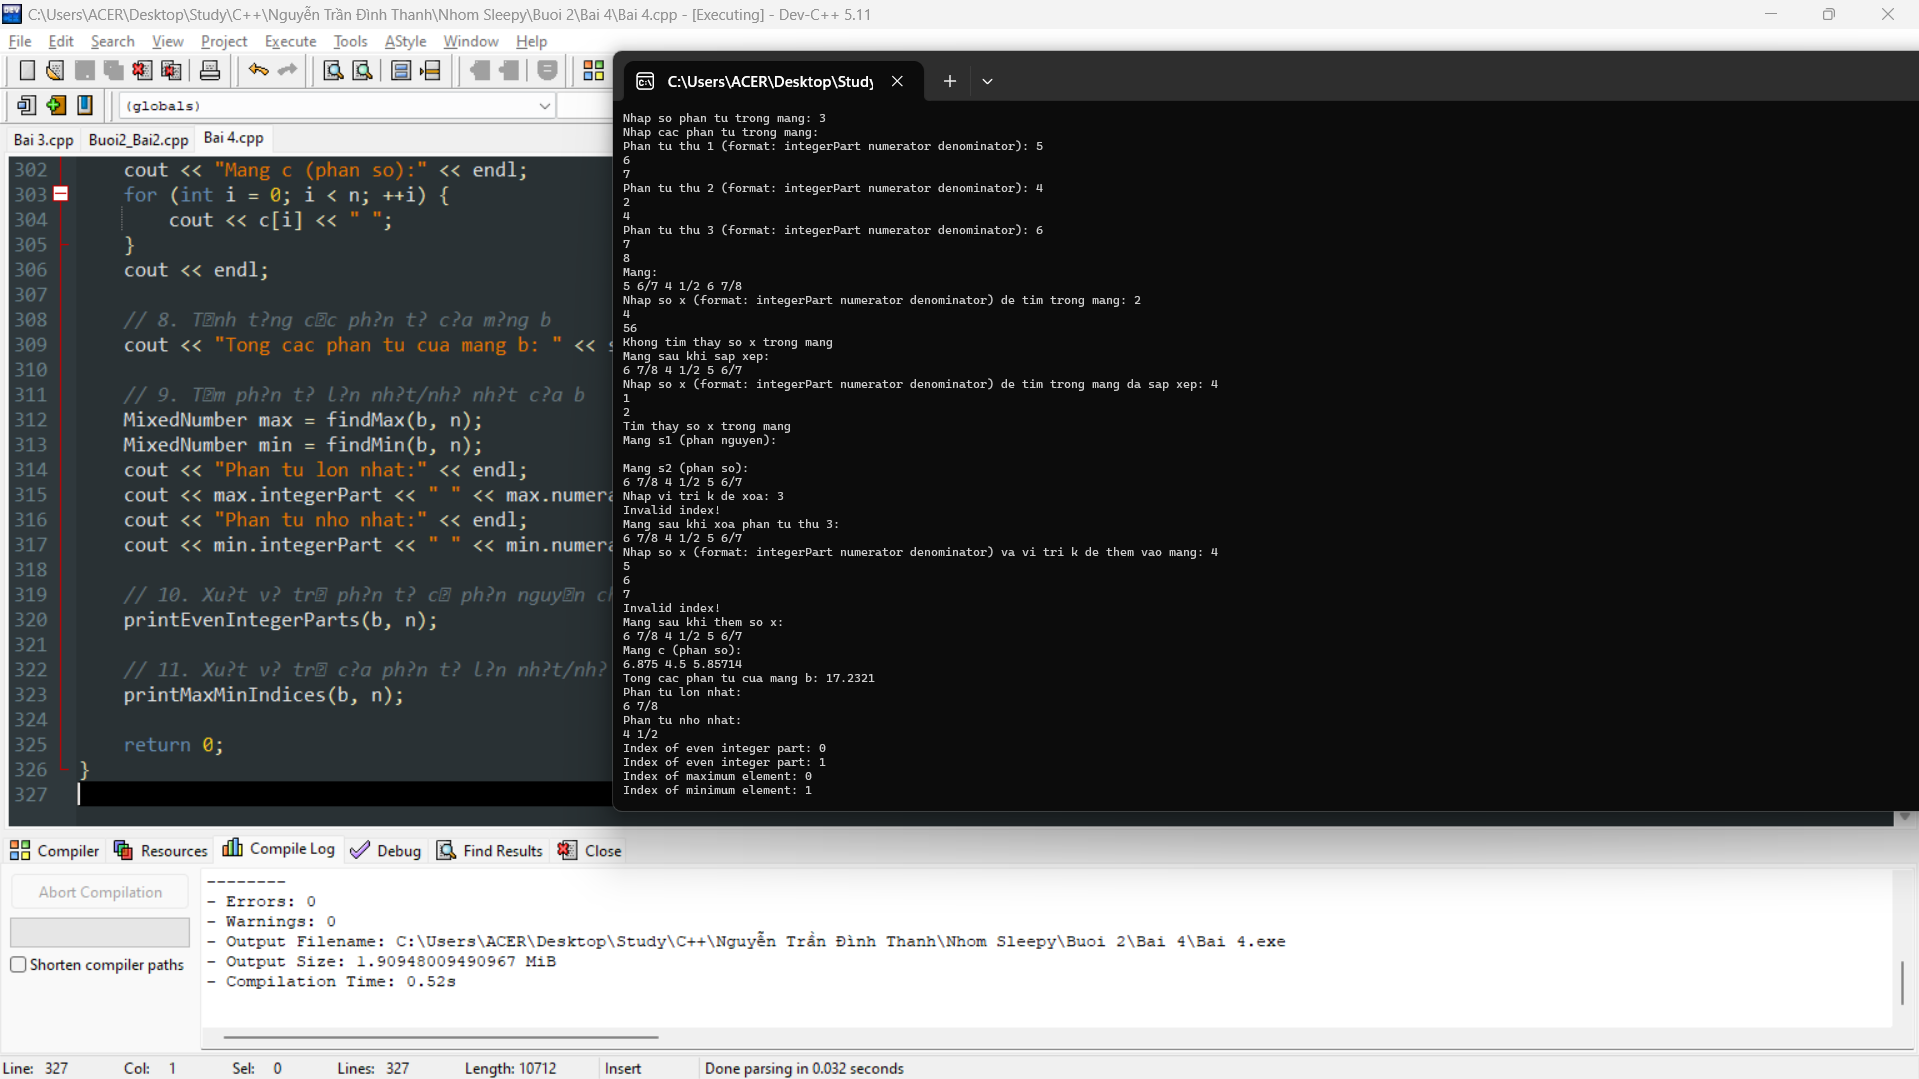 C:\Users\ACER\Desktop\Study\C++\Nguyễn Trần Đình Thanh\Nhom Sleepy\Buoi 2\Bai 4\Bai 4.cpp - [Executing] - Dev-C++ 5.11
File Edit Search View Project Execute Tools AStyle Window Help
(globals)
Bai 3.cpp Buoi2_Bai2.cpp Bai 4.cpp
302 cout << "Mang c (phan so):" << endl;
303 for (int i = 0; i < n; ++i) {
304 cout << c[i] << " ";
305 }
306 cout << endl;
307
308 // 8. T�nh t?ng c�c ph?n t? c?a m?ng b
309 cout << "Tong cac phan tu cua mang b: " <<
310
311 // 9. T�m ph?n t? l?n nh?t/nh? nh?t c?a b
312 MixedNumber max = findMax(b, n);
313 MixedNumber min = findMin(b, n);
314 cout << "Phan tu lon nhat:" << endl;
315 cout << max.integerPart << " " << max.numera
316 cout << "Phan tu nho nhat:" << endl;
317 cout << min.integerPart << " " << min.numera
318
319 // 10. Xu?t v? tr� ph?n t? c� ph?n nguy�n ch
320 printEvenIntegerParts(b, n);
321
322 // 11. Xu?t v? tr� c?a ph?n t? l?n nh?t/nh?
323 printMaxMinIndices(b, n);
324
325 return 0;
326 }
327
C:\Users\ACER\Desktop\Study
Nhap so phan tu trong mang: 3
Nhap cac phan tu trong mang:
Phan tu thu 1 (format: integerPart numerator denominator): 5
6
7
Phan tu thu 2 (format: integerPart numerator denominator): 4
2
4
Phan tu thu 3 (format: integerPart numerator denominator): 6
7
8
Mang:
5 6/7 4 1/2 6 7/8
Nhap so x (format: integerPart numerator denominator) de tim trong mang: 2
4
56
Khong tim thay so x trong mang
Mang sau khi sap xep:
6 7/8 4 1/2 5 6/7
Nhap so x (format: integerPart numerator denominator) de tim trong mang da sap xep: 4
1
2
Tim thay so x trong mang
Mang s1 (phan nguyen):
Mang s2 (phan so):
6 7/8 4 1/2 5 6/7
Nhap vi tri k de xoa: 3
Invalid index!
Mang sau khi xoa phan tu thu 3:
6 7/8 4 1/2 5 6/7
Nhap so x (format: integerPart numerator denominator) va vi tri k de them vao mang: 4
5
6
7
Invalid index!
Mang sau khi them so x:
6 7/8 4 1/2 5 6/7
Mang c (phan so):
6.875 4.5 5.85714
Tong cac phan tu cua mang b: 17.2321
Phan tu lon nhat:
6 7/8
Phan tu nho nhat:
4 1/2
Index of even integer part: 0
Index of even integer part: 1
Index of maximum element: 0
Index of minimum element: 1
Compiler Resources Compile Log Debug Find Results Close
Abort Compilation
Shorten compiler paths
--------
- Errors: 0
- Warnings: 0
- Output Filename: C:\Users\ACER\Desktop\Study\C++\Nguyễn Trần Đình Thanh\Nhom Sleepy\Buoi 2\Bai 4\Bai 4.exe
- Output Size: 1.90948009490967 MiB
- Compilation Time: 0.52s
Line: 327 Col: 1 Sel: 0 Lines: 327 Length: 10712 Insert Done parsing in 0.032 seconds